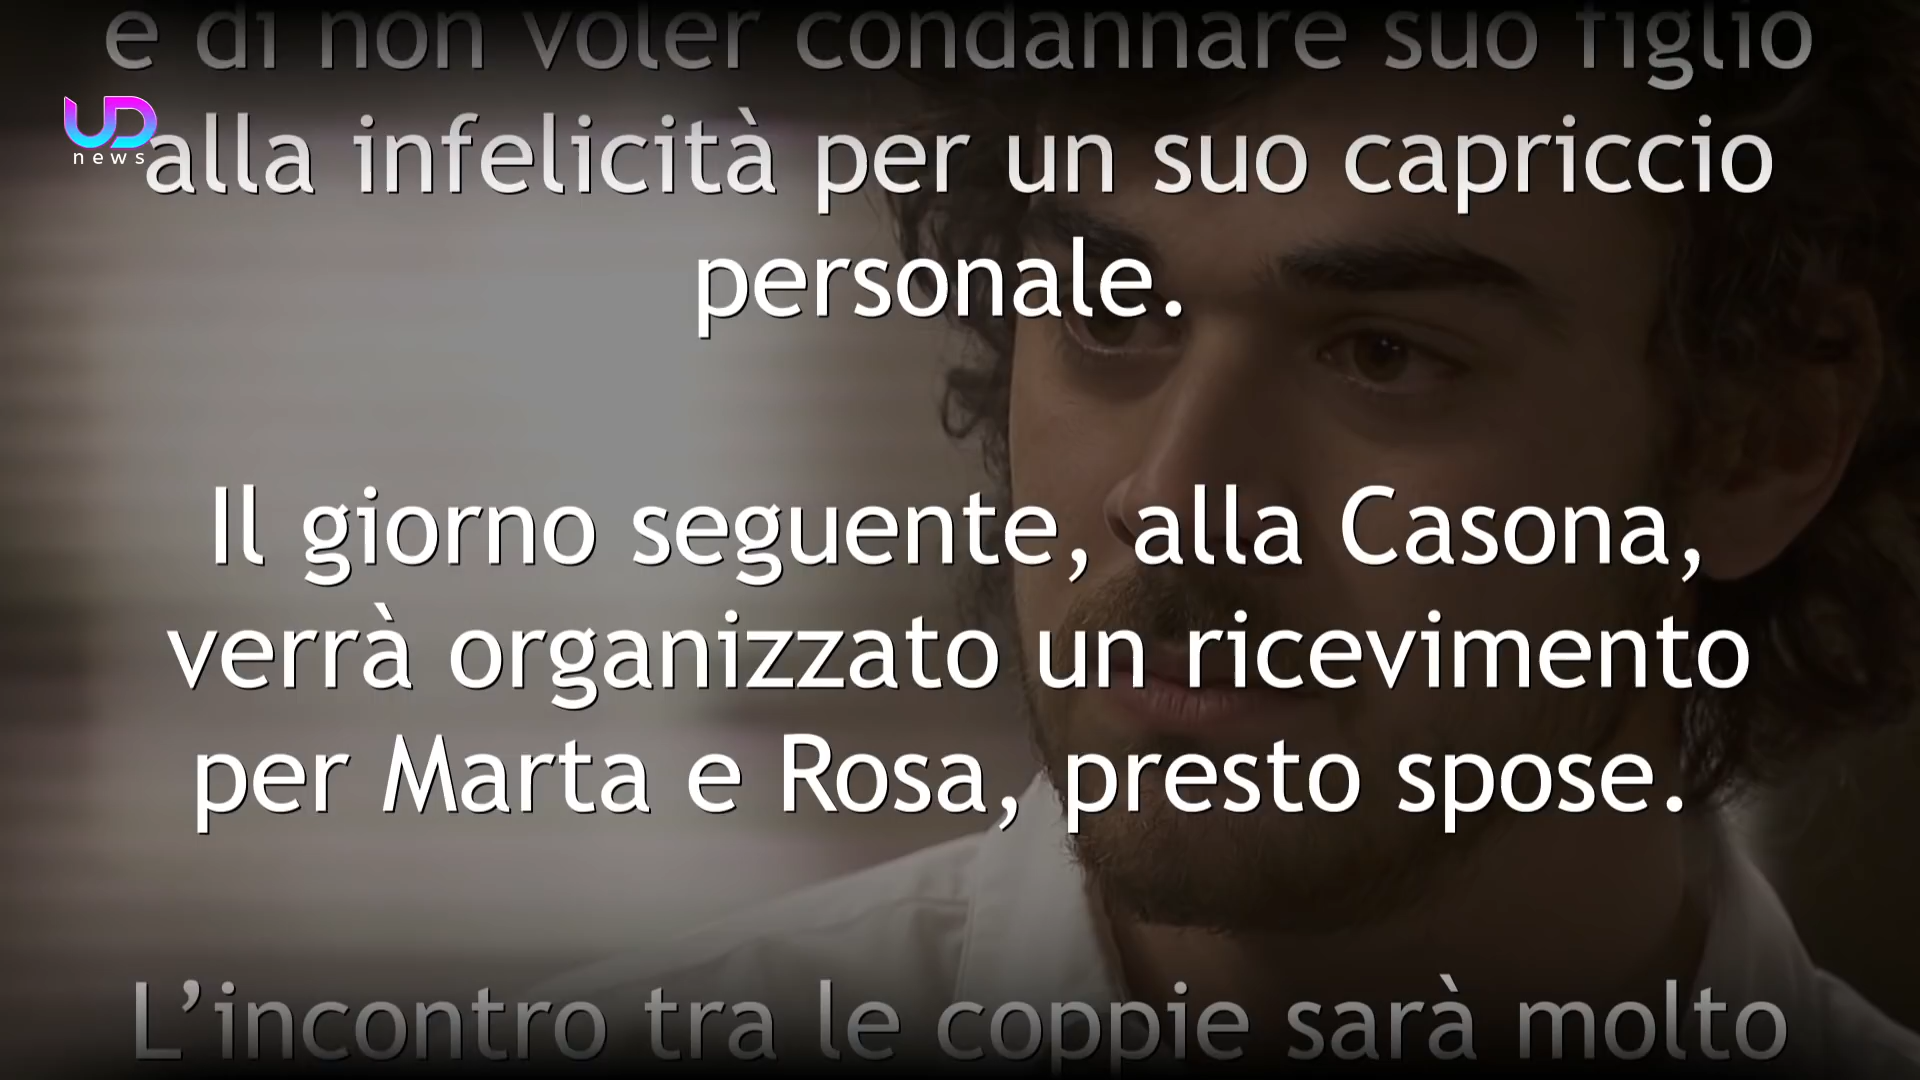 e di non voler condannare suo figlio
UD
news
alla infelicità per un suo capriccio
personale.
Il giorno seguente, alla Casona,
verrà organizzato un ricevimento
per Marta e Rosa, presto spose.
L’incontro tra le coppie sarà molto